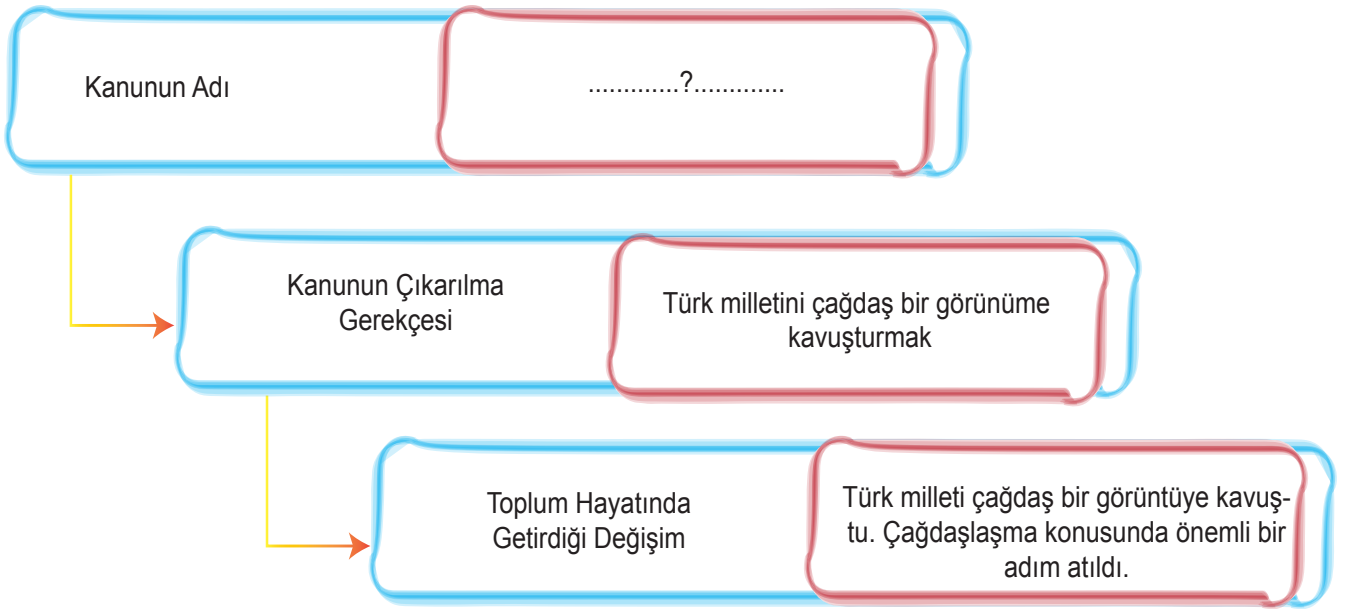 Kanunun Adı
.............?.............
Kanunun Çıkarılma
Gerekçesi
Türk milletini çağdaş bir görünüme
kavuşturmak
Toplum Hayatında
Getirdiği Değişim
Türk milleti çağdaş bir görüntüye kavuş-
tu. Çağdaşlaşma konusunda önemli bir
adım atıldı.